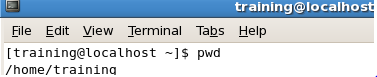 training@localhost
File Edit View Terminal Tabs Help
[training@localhost ~]$ pwd
/home/training